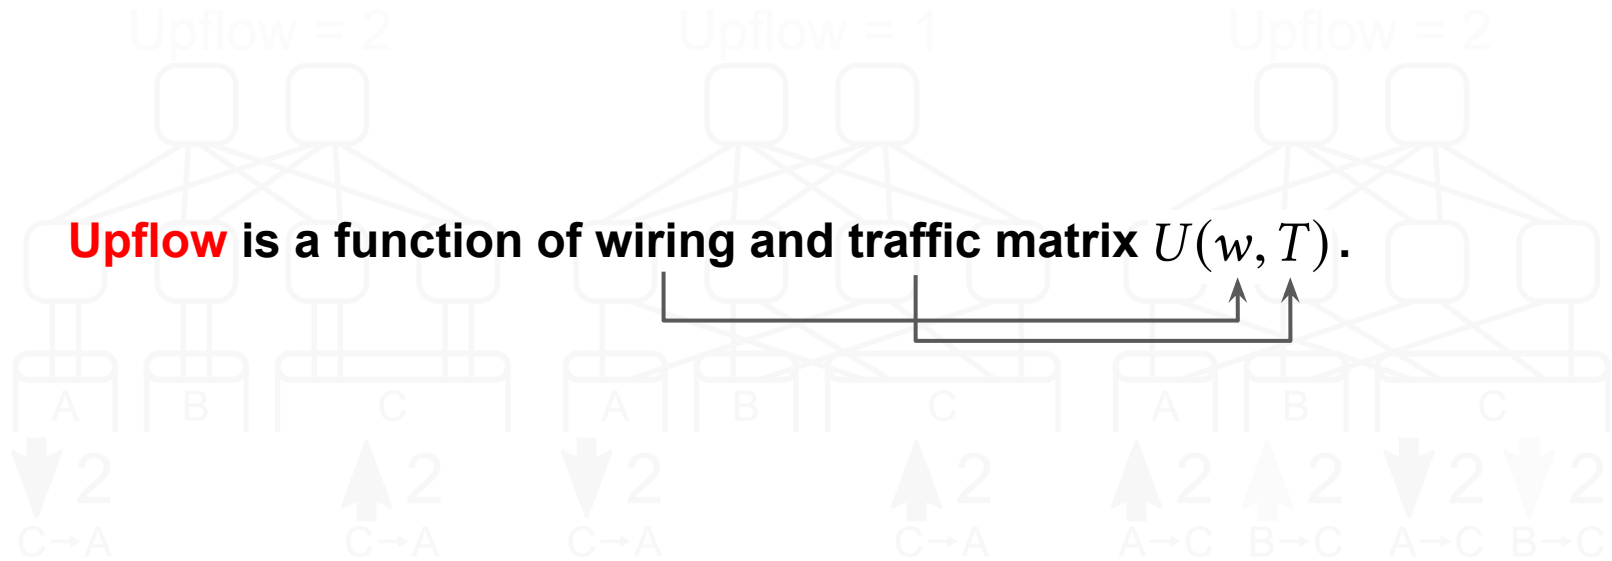 Upflow = 2 Upflow = 1 Upflow = 2
Upflow is a function of wiring and traffic matrix U(w, T).
A B C A B C A B C
2 2 2 2 2 2 2 2
C→A C→A C→A C→A A→C B→C A→C B→C